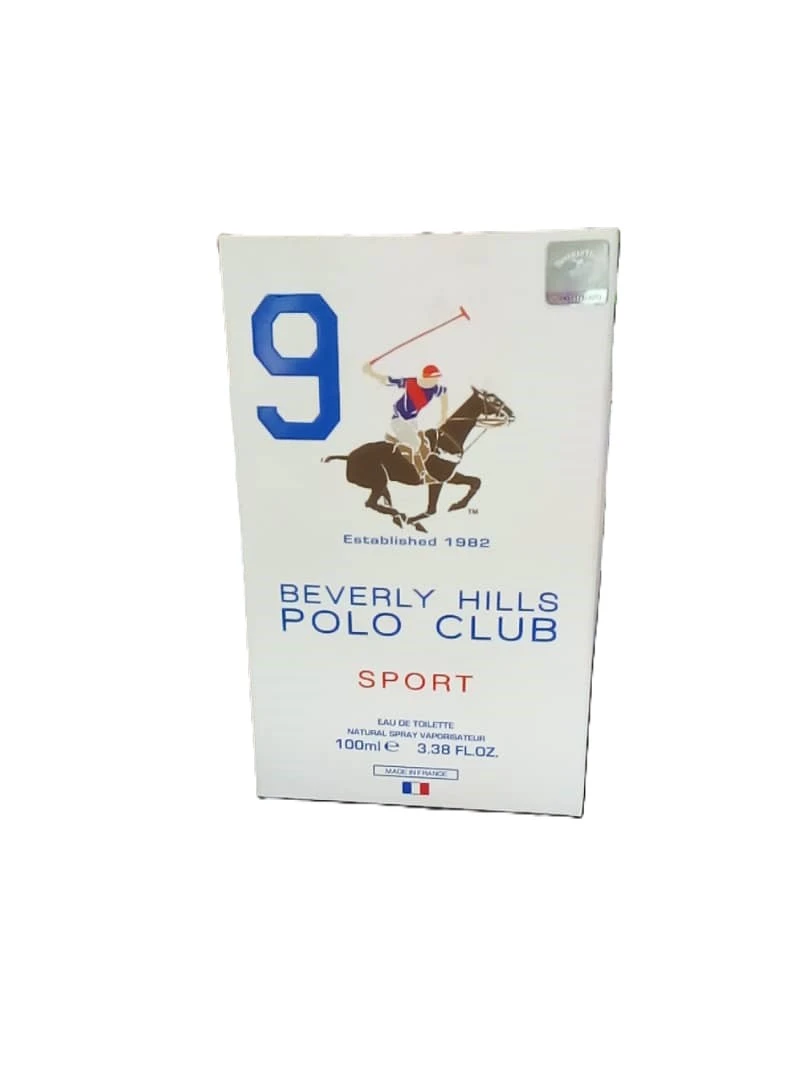 9
TM
Established 1982
BEVERLY HILLS
POLO CLUB
SPORT
EAU DE TOILETTE
NATURAL SPRAY VAPORISATEUR
100ml ℮ 3.38 FL.OZ.
MADE IN FRANCE